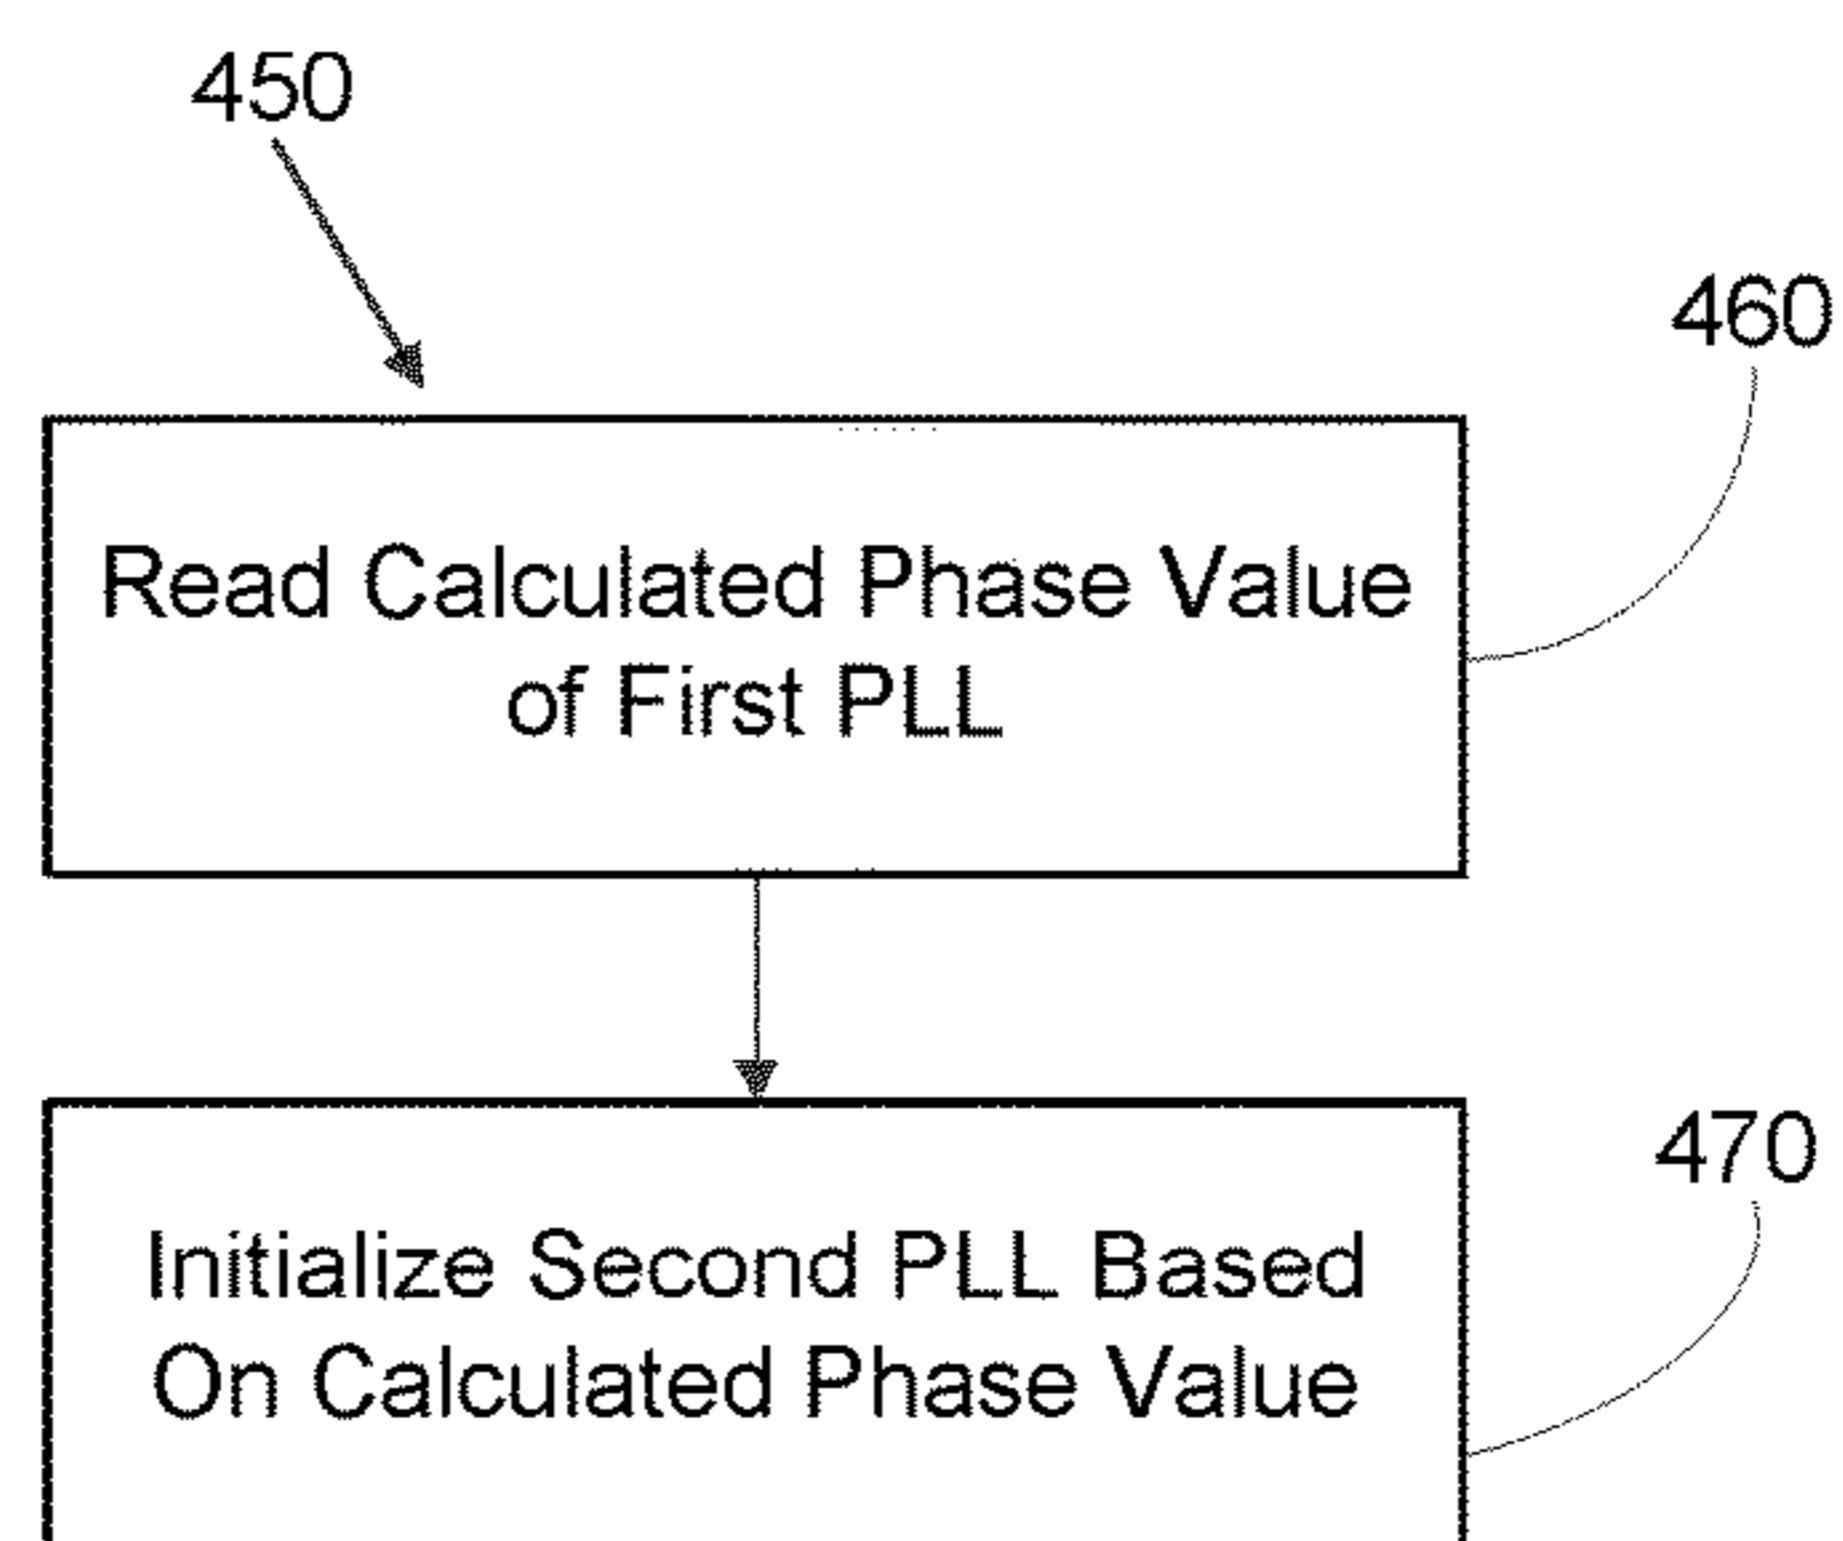 450
460
Read Calculated Phase Value
of First PLL
470
Initialize Second PLL Based
On Calculated Phase Value